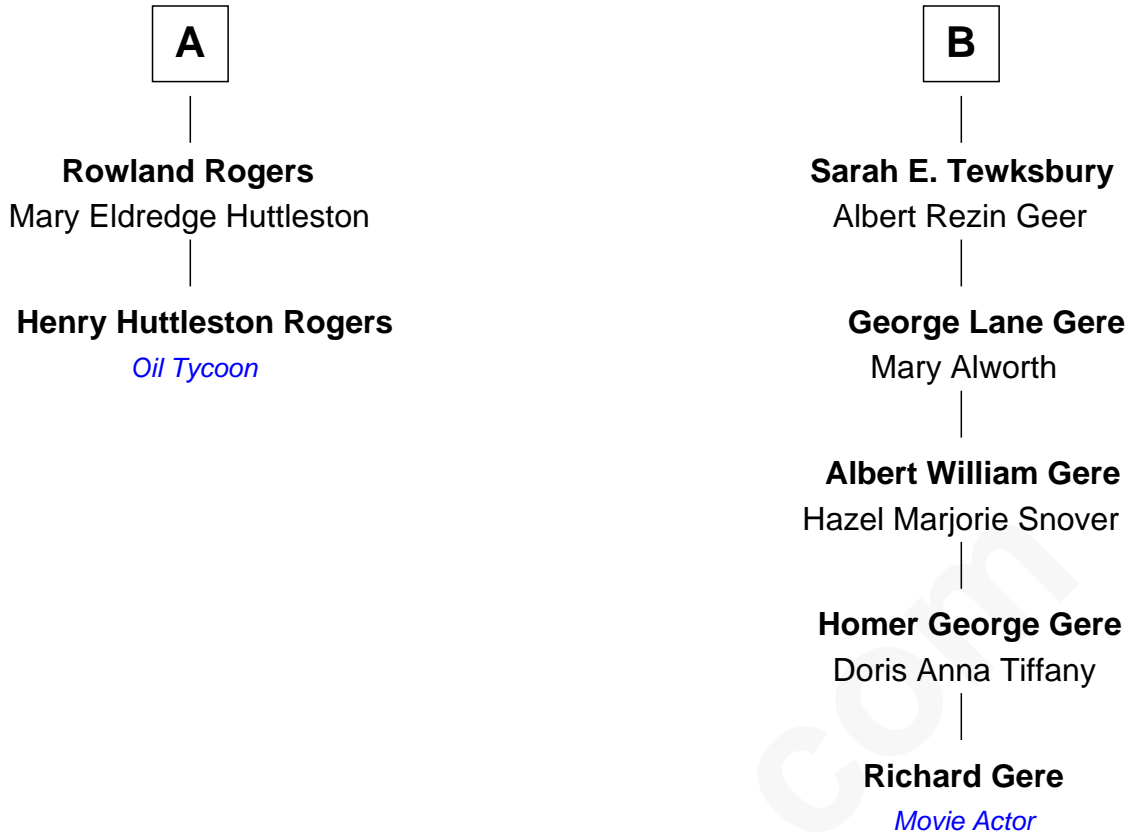 A
Rowland Rogers
Mary Eldredge Huttleston
Henry Huttleston Rogers
Oil Tycoon
B
Sarah E. Tewksbury
Albert Rezin Geer
George Lane Gere
Mary Alworth
Albert William Gere
Hazel Marjorie Snover
Homer George Gere
Doris Anna Tiffany
Richard Gere
Movie Actor
com